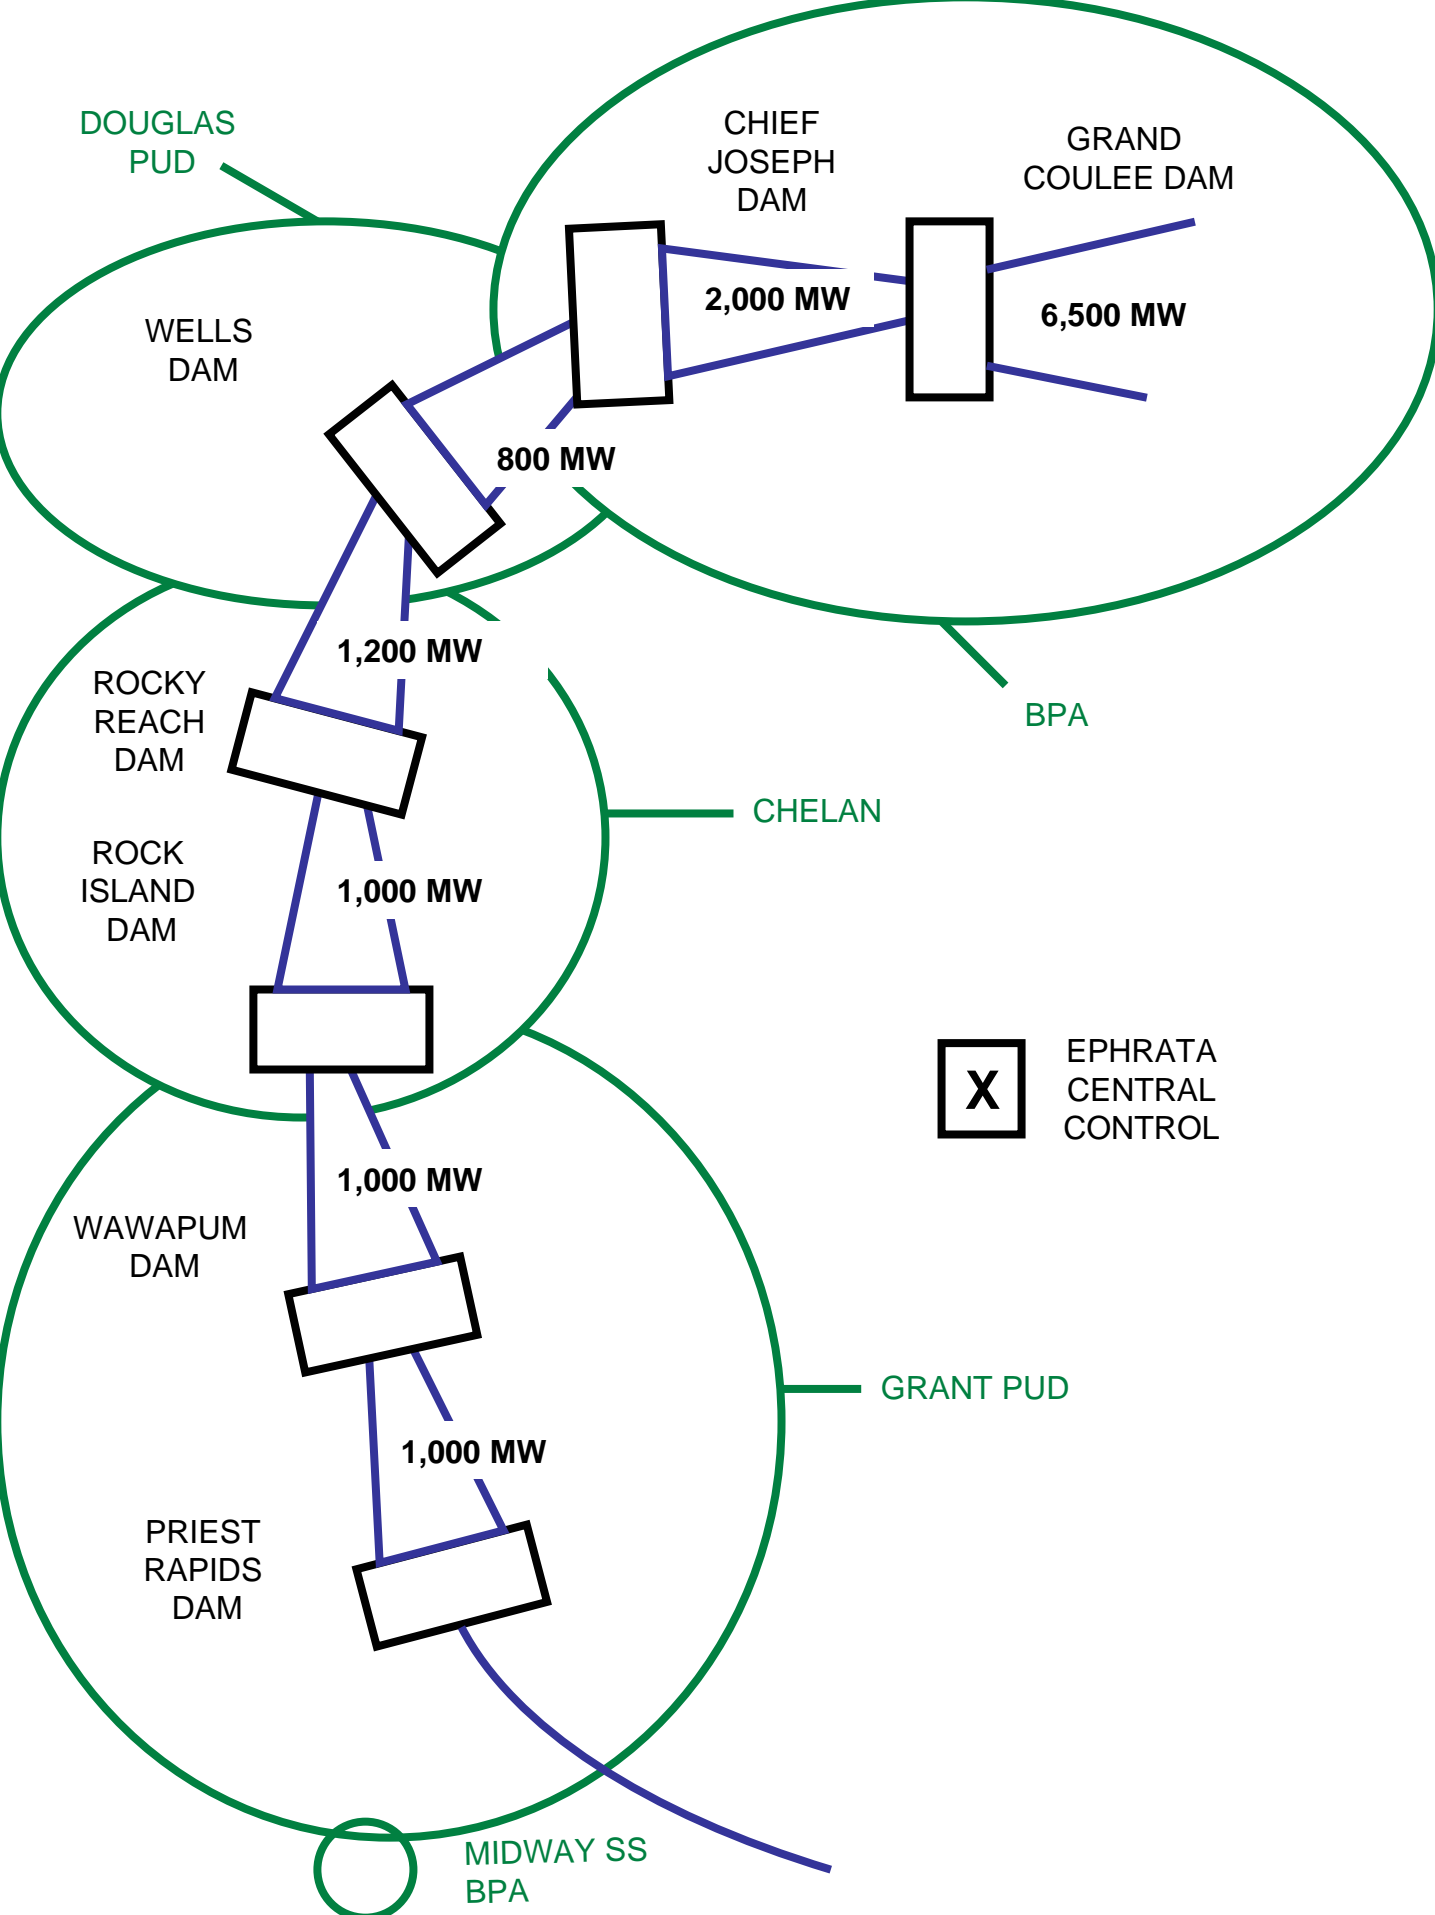 DOUGLAS
PUD
CHIEF
JOSEPH
DAM
GRAND
COULEE DAM
2,000 MW
6,500 MW
WELLS
DAM
800 MW
1,200 MW
ROCKY
REACH
DAM
BPA
CHELAN
ROCK
ISLAND
DAM
1,000 MW
EPHRATA
CENTRAL
CONTROL
X
1,000 MW
WAWAPUM
DAM
GRANT PUD
1,000 MW
PRIEST
RAPIDS
DAM
MIDWAY SS
BPA